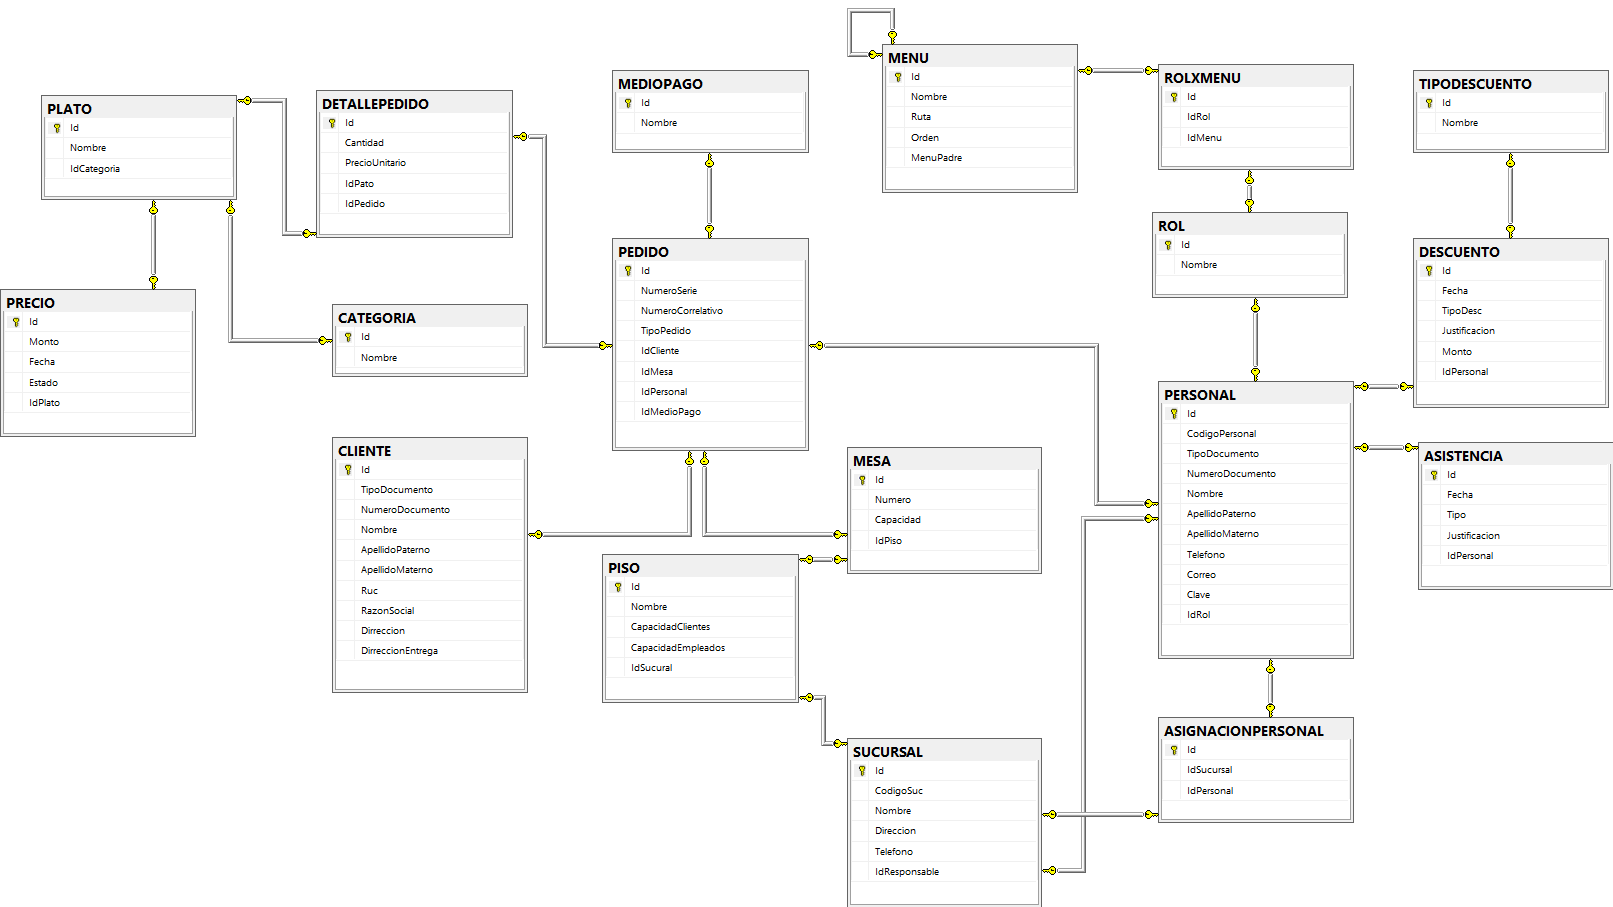 PLATO
Id
Nombre
IdCategoria
DETALLEPEDIDO
Id
Cantidad
PrecioUnitario
IdPato
IdPedido
MEDIOPAGO
Id
Nombre
MENU
Id
Nombre
Ruta
Orden
MenuPadre
ROLXMENU
Id
IdRol
IdMenu
TIPODESCUENTO
Id
Nombre
PRECIO
Id
Monto
Fecha
Estado
IdPlato
CATEGORIA
Id
Nombre
PEDIDO
Id
NumeroSerie
NumeroCorrelativo
TipoPedido
IdCliente
IdMesa
IdPersonal
IdMedioPago
ROL
Id
Nombre
DESCUENTO
Id
Fecha
TipoDesc
Justificacion
Monto
IdPersonal
CLIENTE
Id
TipoDocumento
NumeroDocumento
Nombre
ApellidoPaterno
ApellidoMaterno
Ruc
RazonSocial
Dirreccion
DirreccionEntrega
MESA
Id
Numero
Capacidad
IdPiso
PERSONAL
Id
CodigoPersonal
TipoDocumento
NumeroDocumento
Nombre
ApellidoPaterno
ApellidoMaterno
Telefono
Correo
Clave
IdRol
ASISTENCIA
Id
Fecha
Tipo
Justificacion
IdPersonal
PISO
Id
Nombre
CapacidadClientes
CapacidadEmpleados
IdSucural
SUCURSAL
Id
CodigoSuc
Nombre
Direccion
Telefono
IdResponsable
ASIGNACIONPERSONAL
Id
IdSucursal
IdPersonal